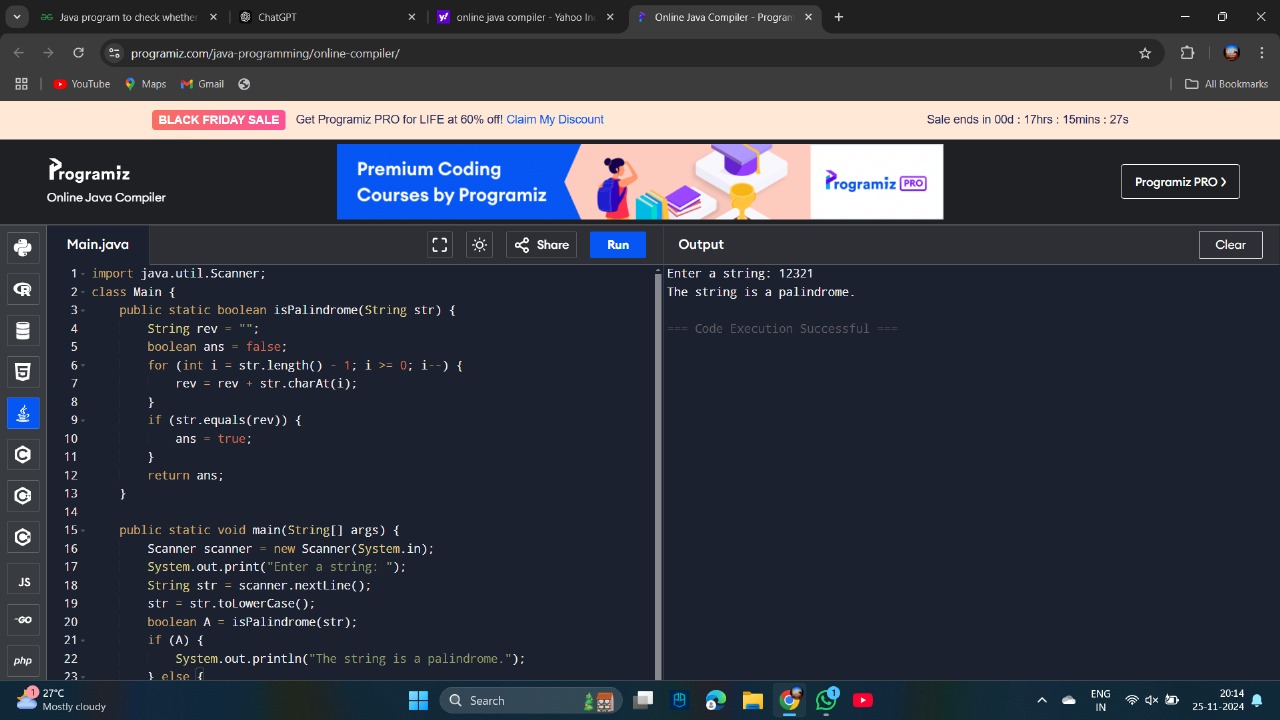 Java program to check whether
ChatGPT
online java compiler - Yahoo In
Online Java Compiler - Program
programiz.com/java-programming/online-compiler/
YouTube
Maps
Gmail
All Bookmarks
BLACK FRIDAY SALE
Get Programiz PRO for LIFE at 60% off! Claim My Discount
Sale ends in 00d : 17hrs : 15mins : 27s
Programiz
Online Java Compiler
Premium Coding
Courses by Programiz
Programiz PRO
Programiz PRO >
Main.java
Share
Run
Output
Clear
1 import java.util.Scanner;
2 class Main {
3 public static boolean isPalindrome(String str) {
4 String rev = "";
5 boolean ans = false;
6 for (int i = str.length() - 1; i >= 0; i--) {
7 rev = rev + str.charAt(i);
8 }
9 if (str.equals(rev)) {
10 ans = true;
11 }
12 return ans;
13 }
14
15 public static void main(String[] args) {
16 Scanner scanner = new Scanner(System.in);
17 System.out.print("Enter a string: ");
18 String str = scanner.nextLine();
19 str = str.toLowerCase();
20 boolean A = isPalindrome(str);
21 if (A) {
22 System.out.println("The string is a palindrome.");
23 } else {
Enter a string: 12321
The string is a palindrome.
=== Code Execution Successful ===
R
5
C
C
C
JS
GO
php
1
27°C
Mostly cloudy
Search
1
ENG
IN
20:14
25-11-2024